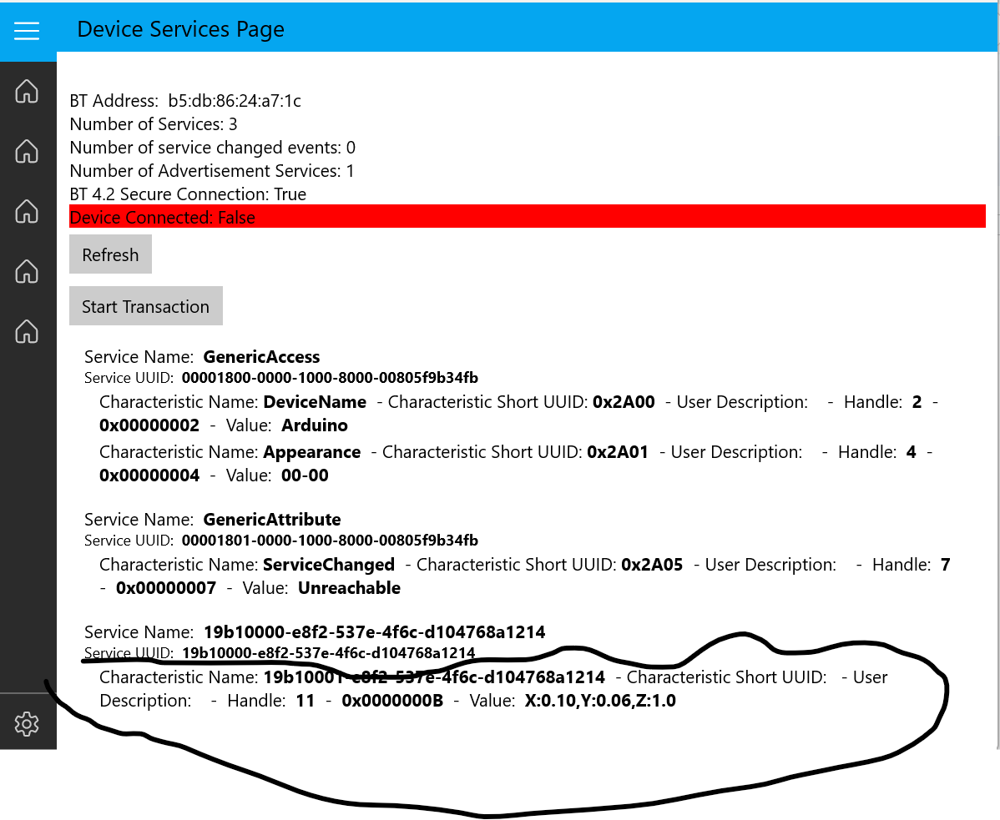 Device Services Page
BT Address:  b5:db:86:24:a7:1c
Number of Services: 3
Number of service changed events: 0
Number of Advertisement Services: 1
BT 4.2 Secure Connection: True
Device Connected: False
Refresh
Start Transaction
Service Name:  GenericAccess
Service UUID:  00001800-0000-1000-8000-00805f9b34fb
Characteristic Name: DeviceName  - Characteristic Short UUID: 0x2A00  - User Description:    -  Handle:  2  -
0x00000002  -  Value:  Arduino
Characteristic Name: Appearance  - Characteristic Short UUID: 0x2A01  - User Description:    -  Handle:  4  -
0x00000004  -  Value:  00-00
Service Name:  GenericAttribute
Service UUID:  00001801-0000-1000-8000-00805f9b34fb
Characteristic Name: ServiceChanged  - Characteristic Short UUID: 0x2A05  - User Description:    -  Handle:  7
-  0x00000007  -  Value:  Unreachable
Service Name:  19b10000-e8f2-537e-4f6c-d104768a1214
Service UUID:  19b10000-e8f2-537e-4f6c-d104768a1214
Characteristic Name: 19b10001-e8f2-537e-4f6c-d104768a1214  - Characteristic Short UUID:   - User
Description:    -  Handle:  11  -  0x0000000B  -  Value:  X:0.10,Y:0.06,Z:1.0